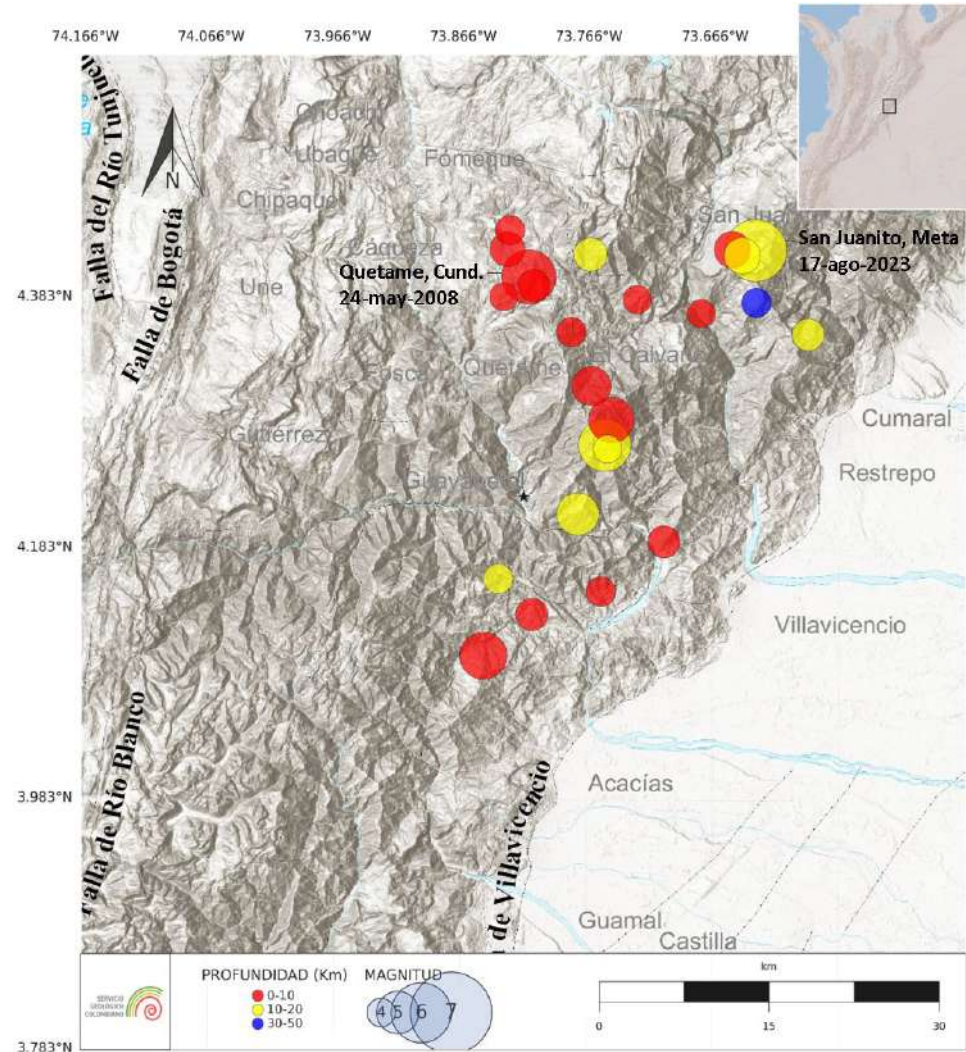 74.166°W 74.066°W 73.966°W 73.866°W 73.766°W 73.666°W
Falla del Río Tunjuel
Falla de Bogotá
N
Choachí
Ubaque
Fómeque
Chipaque
San Jua
Cáqueza
San Juanito, Meta
17-ago-2023
Quetame, Cund.
24-may-2008
Une
4.383°N
El Calvario
Quetame
Fosca
Cumaral
Gutiérrez
Restrepo
Guayabetal
4.183°N
Villavicencio
Falla de Río Blanco
3.983°N
Acacías
de Villavicencio
Guamal
Castilla
SERVICIO
GEOLÓGICO
COLOMBIANO
PROFUNDIDAD (Km)
0-10
10-20
30-50
MAGNITUD
4 5 6 7
km
0 15 30
3.783°N